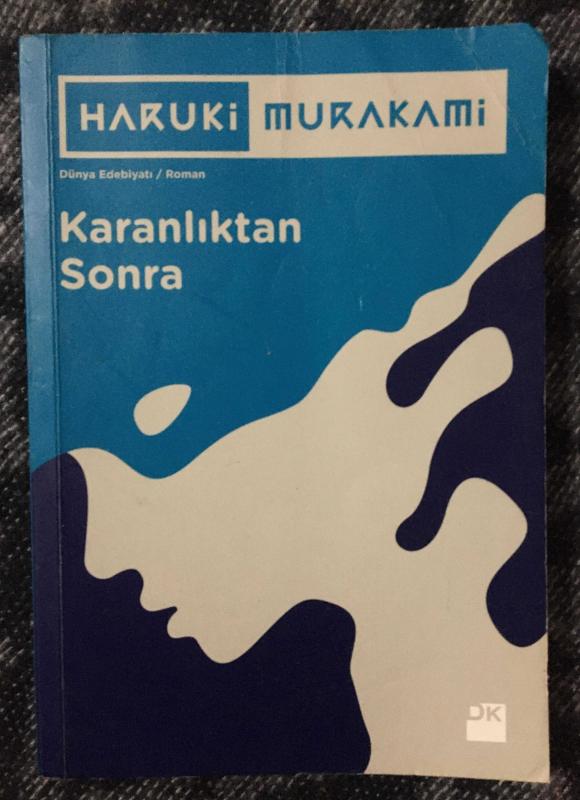 HARUKi MURAKAMi
Dünya Edebiyatı / Roman
Karanlıktan
Sonra
DK